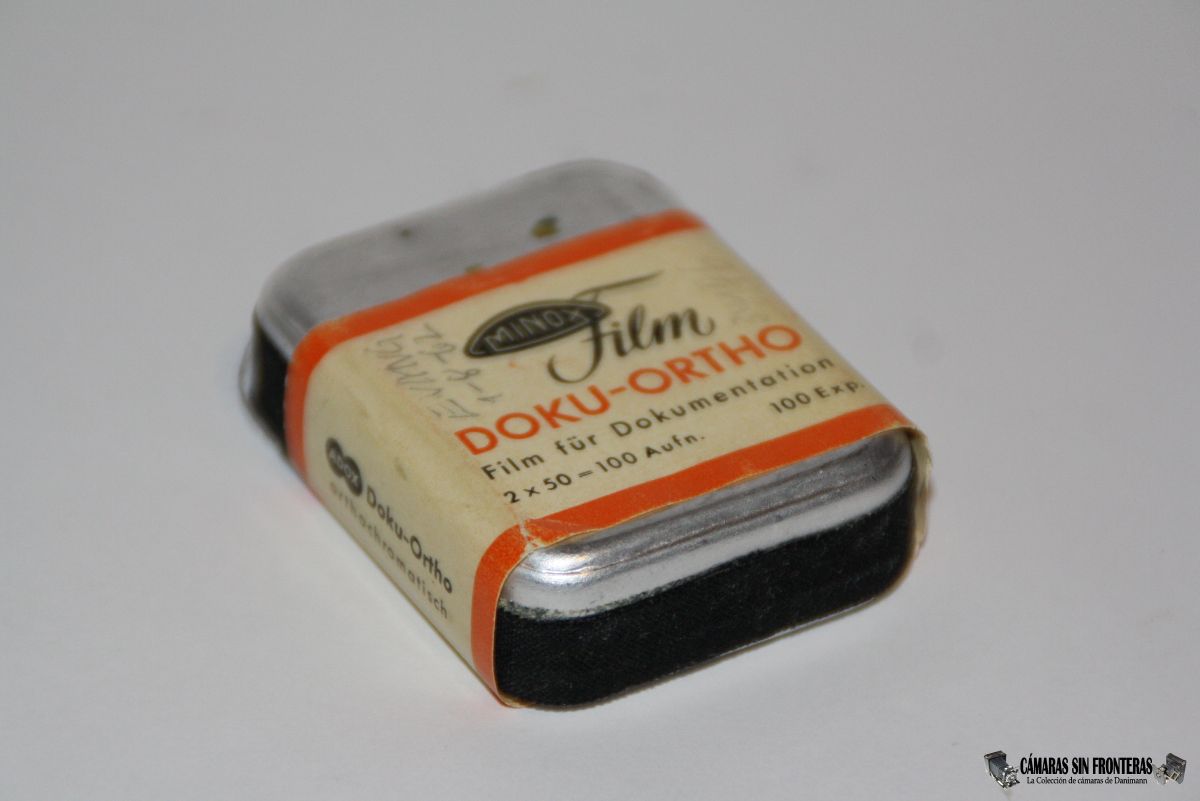 MINOX Film
DOKU-ORTHO
Film für Dokumentation
2 x 50 = 100 Aufn.
100 Exp.
ADOX Doku-Ortho
orthochromatisch
CÁMARAS SIN FRONTERAS
La Colección de cámaras de Danimann